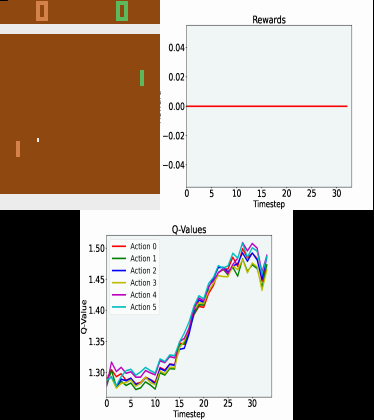 0 0
Rewards
0.04
0.02
0.00
−0.02
−0.04
0 5 10 15 20 25 30
Timestep
Q-Values
1.50
1.45
1.40
1.35
1.30
Q-Value
Action 0
Action 1
Action 2
Action 3
Action 4
Action 5
0 5 10 15 20 25 30
Timestep